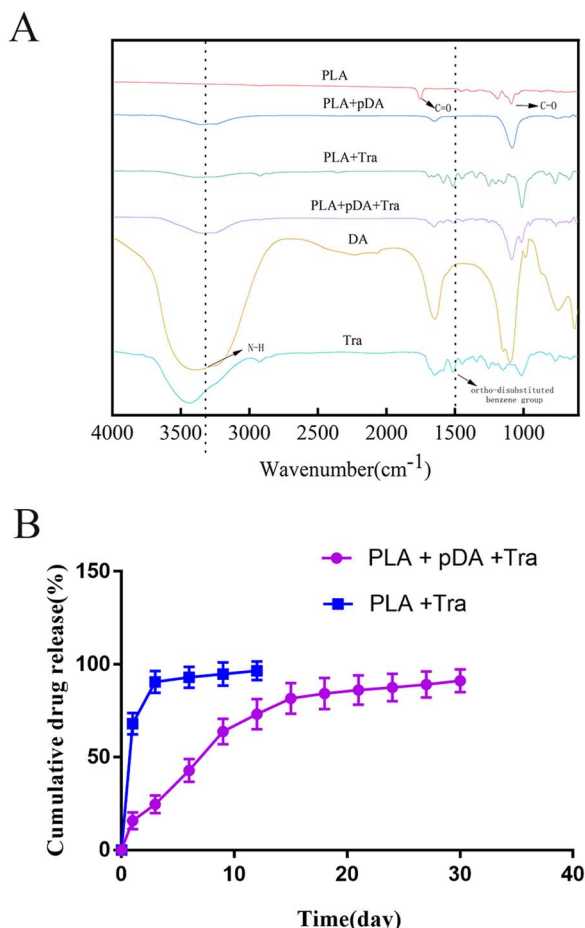 A
PLA
C=O
C-O
PLA+pDA
PLA+Tra
PLA+pDA+Tra
DA
N-H
Tra
ortho-disubstituted
benzene group
4000 3500 3000 2500 2000 1500 1000
Wavenumber(cm-1)
B
PLA + pDA +Tra
PLA +Tra
Cumulative drug release(%)
150
100
50
0
0 10 20 30 40
Time(day)